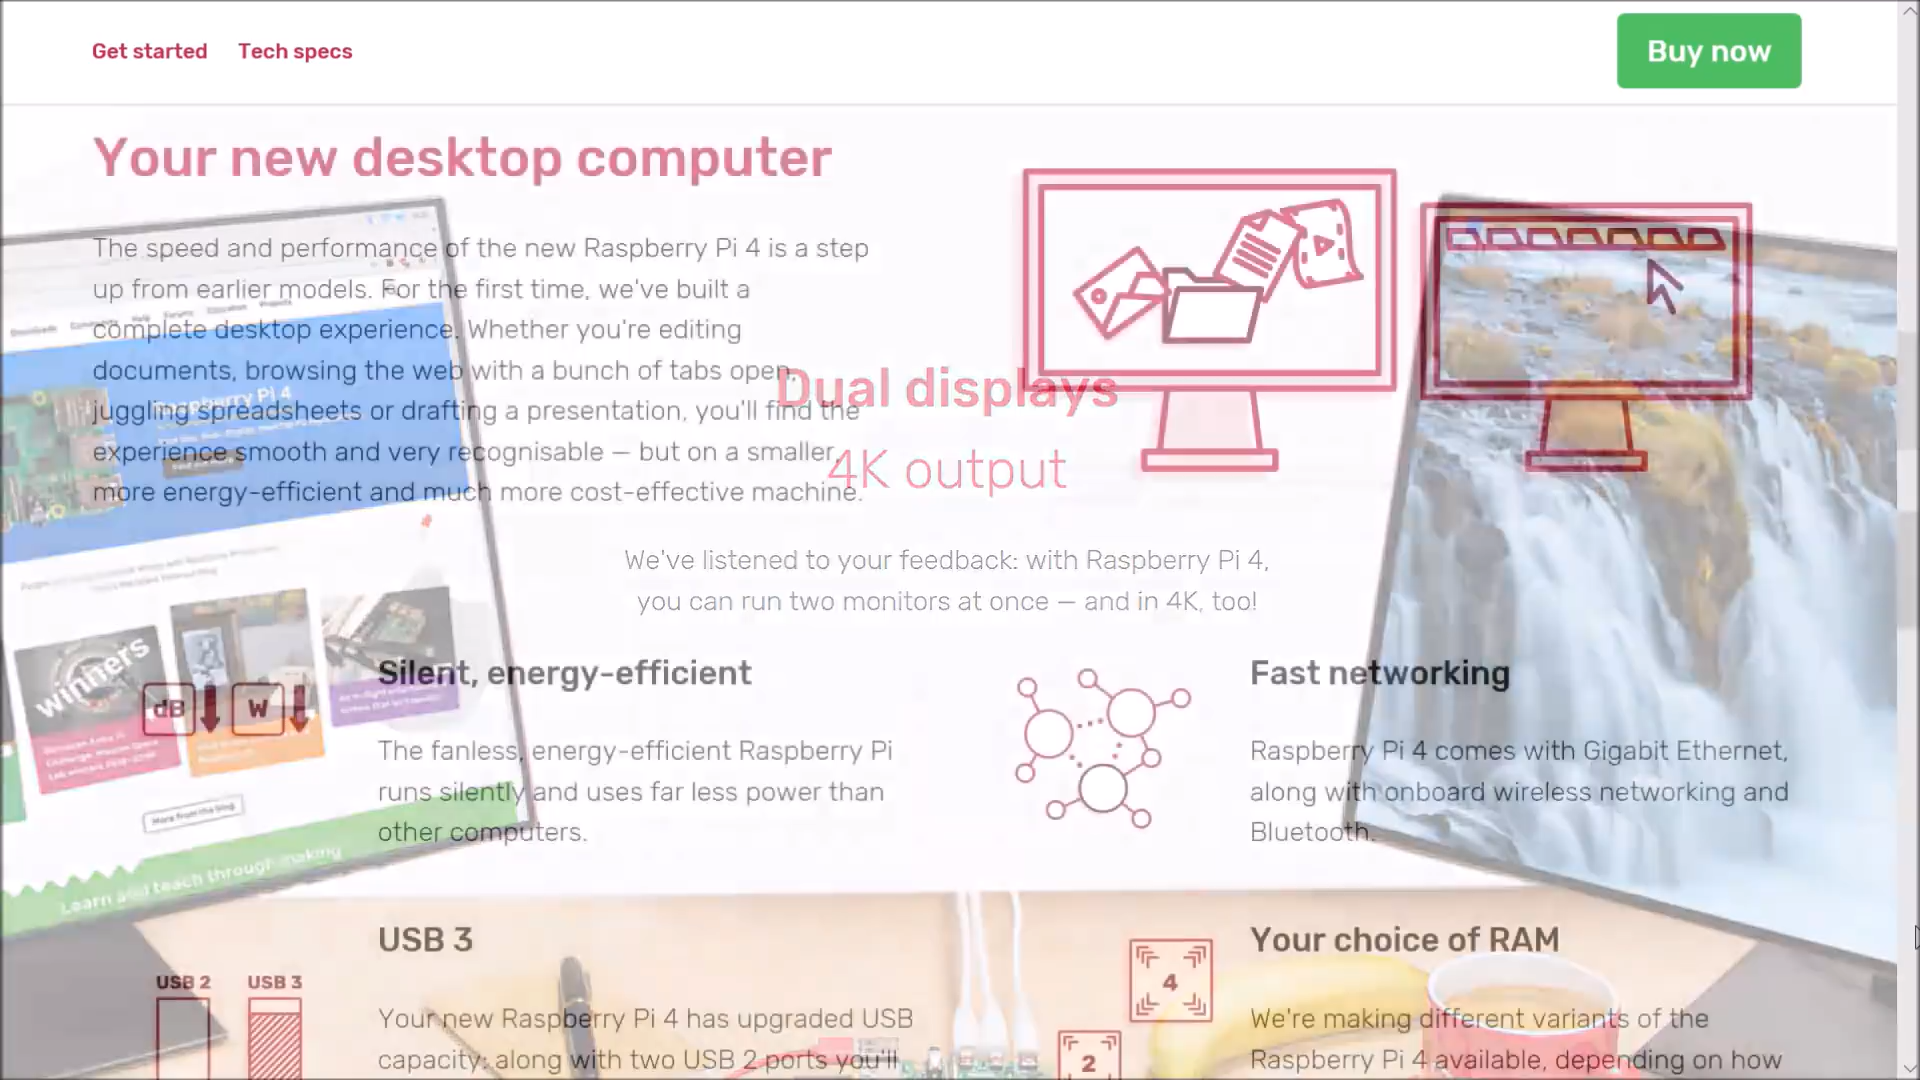 Get started
Tech specs
Buy now
Your new desktop computer
The speed and performance of the new Raspberry Pi 4 is a step
up from earlier models. For the first time, we've built a
complete desktop experience. Whether you're editing
documents, browsing the web with a bunch of tabs open,
juggling spreadsheets or drafting a presentation, you'll find the
experience smooth and very recognisable — but on a smaller,
more energy-efficient and much more cost-effective machine.
Dual displays
4K output
We've listened to your feedback: with Raspberry Pi 4,
you can run two monitors at once — and in 4K, too!
Raspberry Pi 4
winners
More from the blog
Learn and teach through making
dB
W
Silent, energy-efficient
The fanless, energy-efficient Raspberry Pi
runs silently and uses far less power than
other computers.
Fast networking
Raspberry Pi 4 comes with Gigabit Ethernet,
along with onboard wireless networking and
Bluetooth.
USB 2
USB 3
USB 3
Your new Raspberry Pi 4 has upgraded USB
capacity: along with two USB 2 ports you'll
4
2
Your choice of RAM
We're making different variants of the
Raspberry Pi 4 available, depending on how